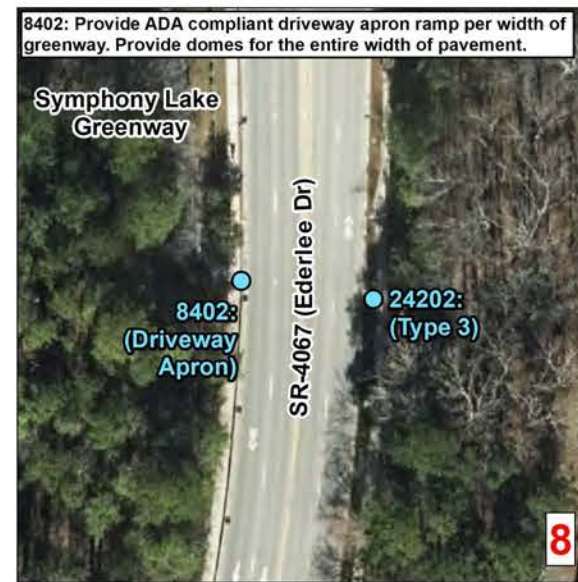 8402: Provide ADA compliant driveway apron ramp per width of
greenway. Provide domes for the entire width of pavement.
Symphony Lake
Greenway
SR-4067 (Ederlee Dr)
8402:
(Driveway
Apron)
24202:
(Type 3)
8